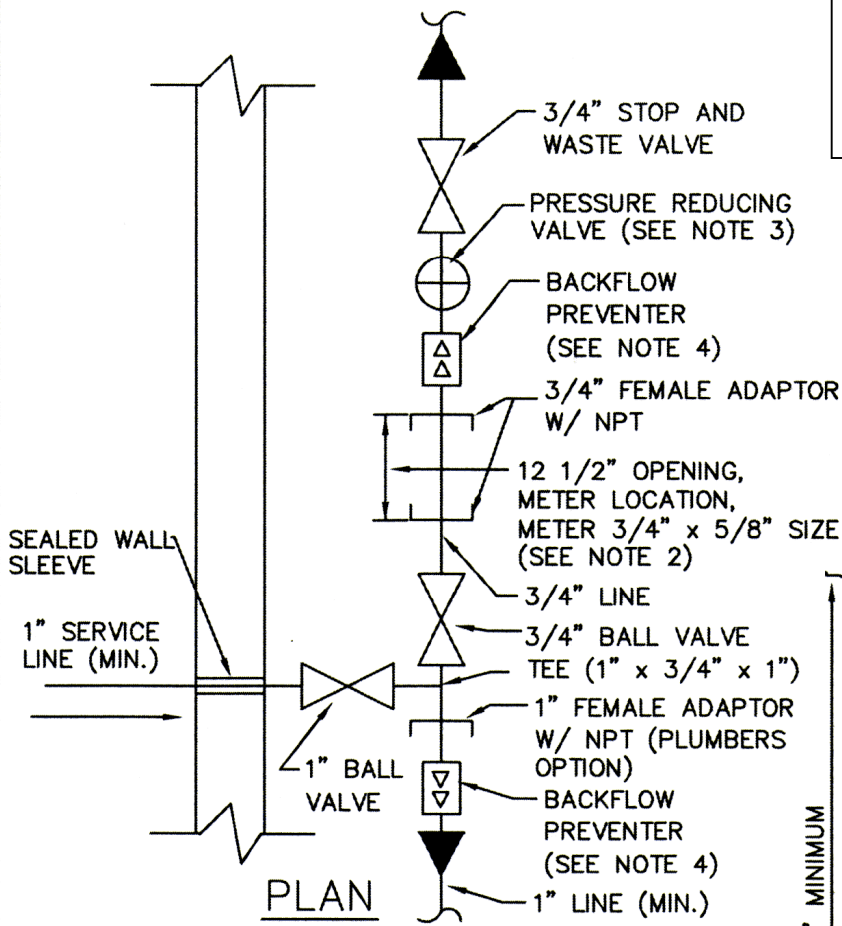 3/4" STOP AND
WASTE VALVE
PRESSURE REDUCING
VALVE (SEE NOTE 3)
BACKFLOW
PREVENTER
(SEE NOTE 4)
3/4" FEMALE ADAPTOR
W/ NPT
12 1/2" OPENING,
METER LOCATION,
METER 3/4" x 5/8" SIZE
(SEE NOTE 2)
SEALED WALL
SLEEVE
3/4" LINE
1" SERVICE
LINE (MIN.)
3/4" BALL VALVE
TEE (1" x 3/4" x 1")
1" FEMALE ADAPTOR
W/ NPT (PLUMBERS
OPTION)
1" BALL
VALVE
BACKFLOW
PREVENTER
(SEE NOTE 4)
1" LINE (MIN.)
PLAN
" MINIMUM